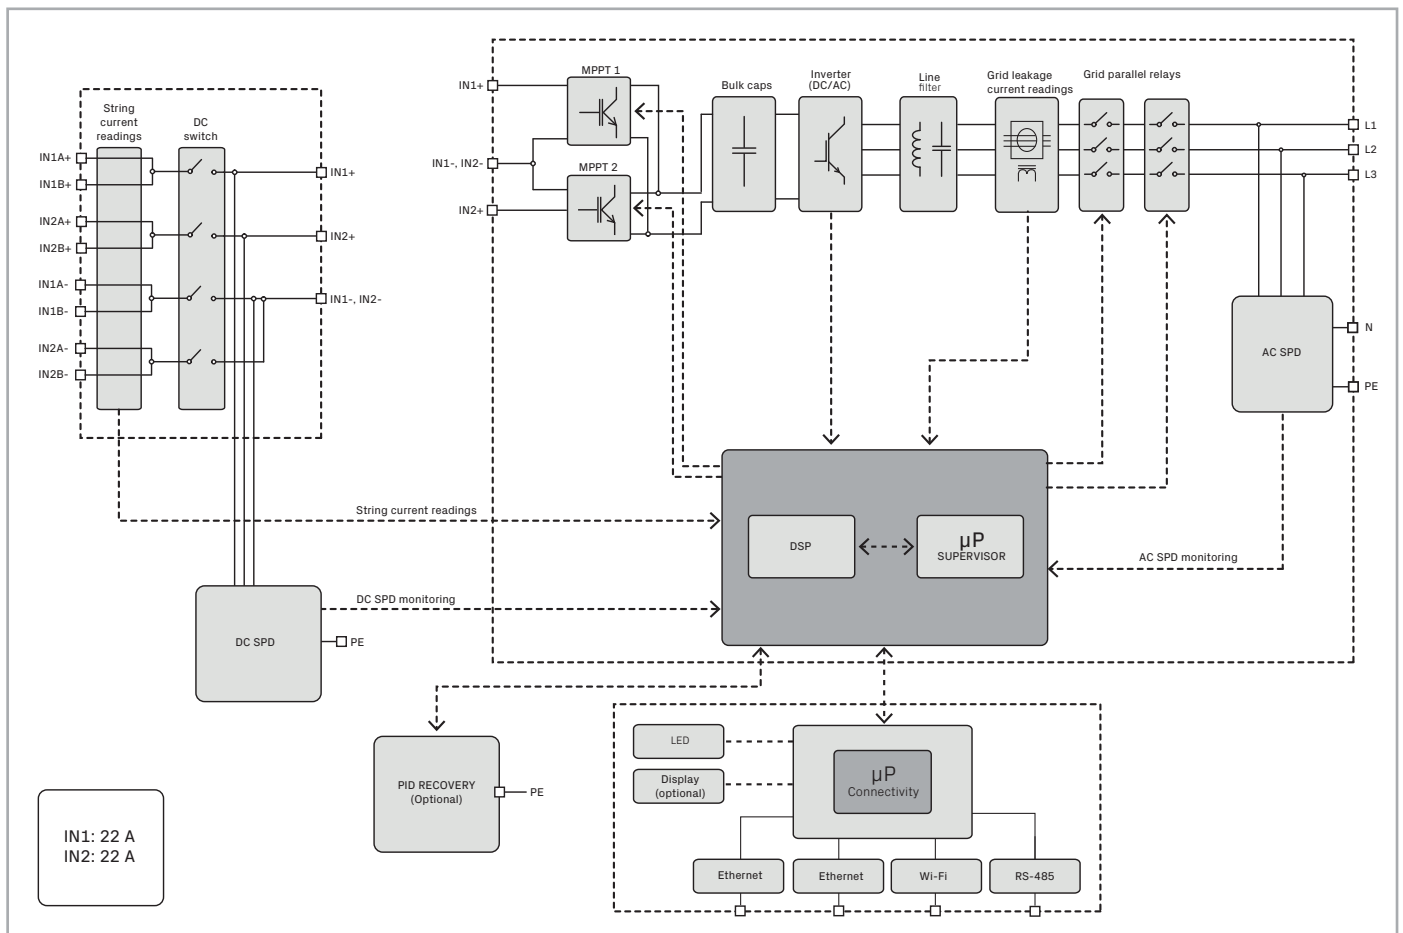 String
current
readings
DC
switch
IN1A+
IN1B+
IN2A+
IN2B+
IN1A-
IN1B-
IN2A-
IN2B-
IN1+
IN2+
IN1-, IN2-
IN1+
IN1-, IN2-
IN2+
MPPT 1
MPPT 2
Bulk caps
Inverter
(DC/AC)
Line
filter
Grid leakage
current readings
Grid parallel relays
L1
L2
L3
AC SPD
N
PE
String current readings
DSP
µP
SUPERVISOR
AC SPD monitoring
DC SPD monitoring
DC SPD
PE
PID RECOVERY
(Optional)
PE
LED
Display
(optional)
µP
Connectivity
Ethernet
Ethernet
Wi-Fi
RS-485
IN1: 22 A
IN2: 22 A